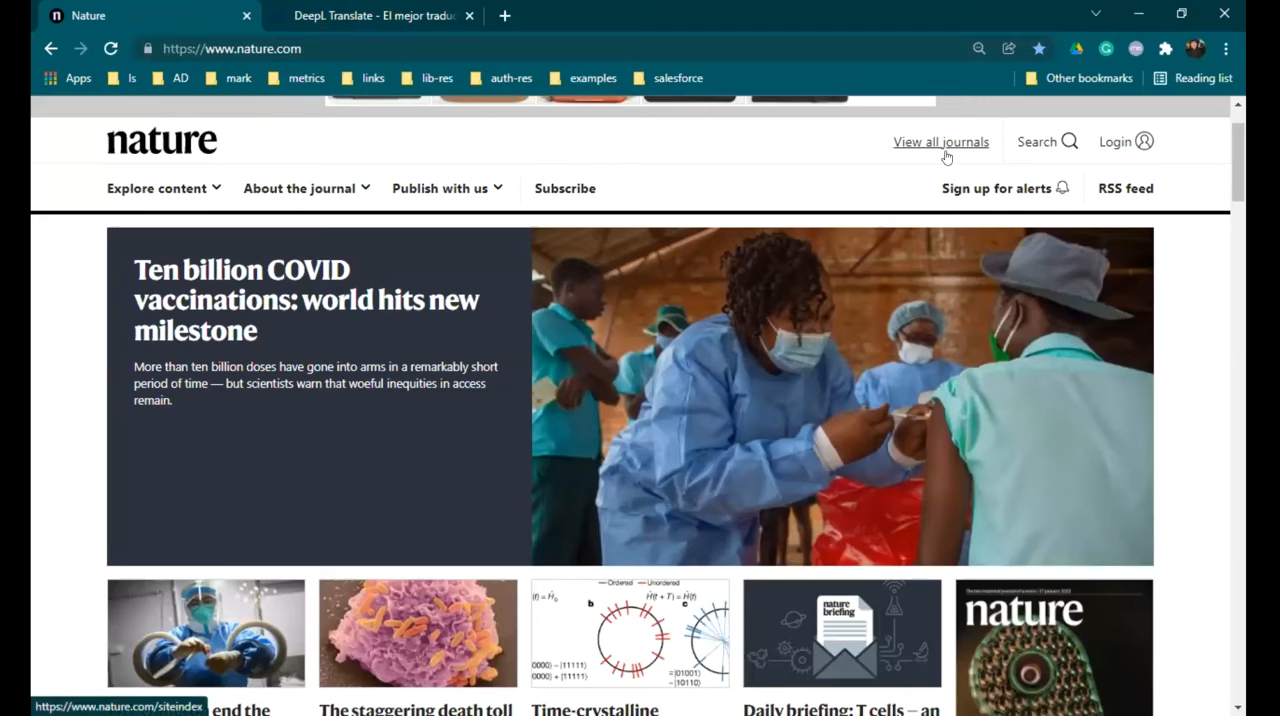 Nature
DeepL Translate - El mejor traduc
https://www.nature.com
Apps ls AD mark metrics links lib-res auth-res examples salesforce Other bookmarks Reading list
nature
View all journals Search Login
Explore content About the journal Publish with us Subscribe Sign up for alerts RSS feed
Ten billion COVID
vaccinations: world hits new
milestone
More than ten billion doses have gone into arms in a remarkably short
period of time — but scientists warn that woeful inequities in access
remain.
Ordered Unordered
b c
nature
briefing
nature
https://www.nature.com/siteindex
end the
The staggering death toll
Time-crystalline
Daily briefing: T cells — an